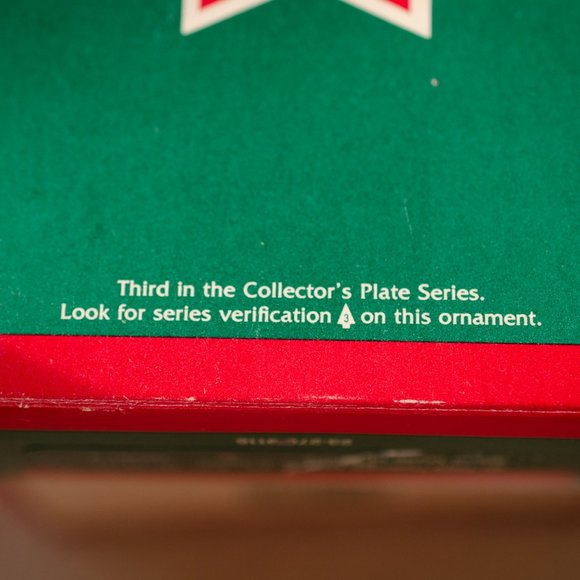 Third in the Collector's Plate Series.
Look for series verification 3 on this ornament.